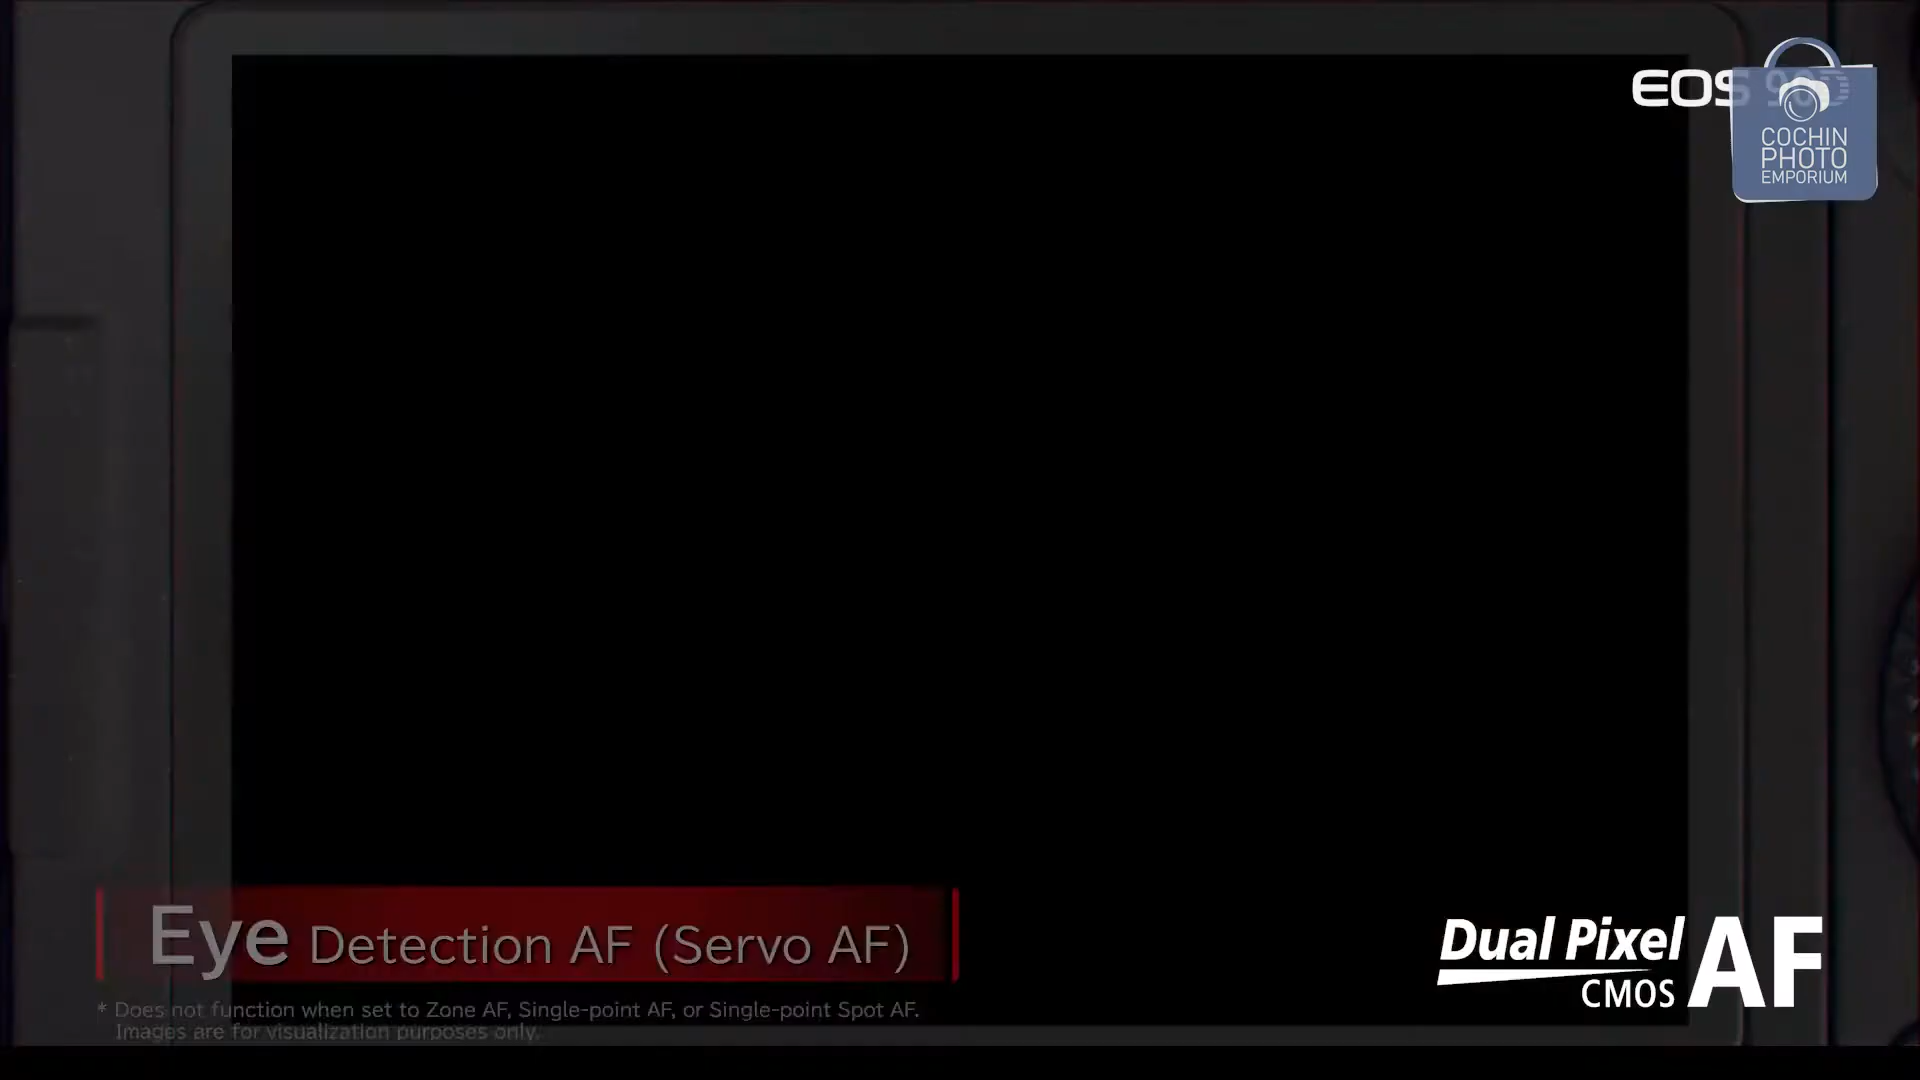 EOS 90D
COCHIN
PHOTO
EMPORIUM
Eye Detection AF (Servo AF)
* Does not function when set to Zone AF, Single-point AF, or Single-point Spot AF.
Images are for visualization purposes only.
Dual Pixel
CMOS AF